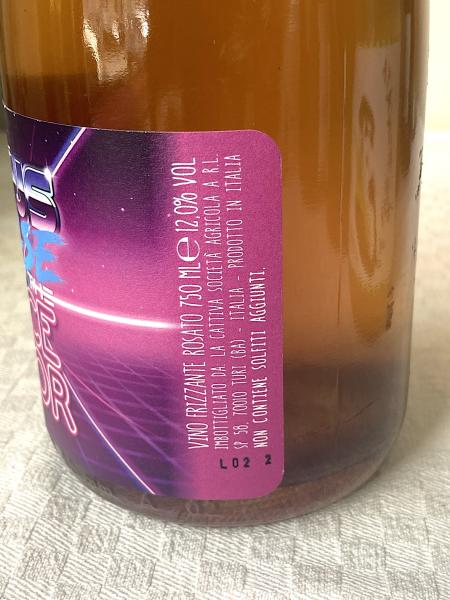 VINO FRIZZANTE ROSATO 750 ML e 12,0% VOL
IMBOTTIGLIATO DA LA CATTIVA SOCIETÀ AGRICOLA A R.L.
SP 58, 70010 TURI (BA) - ITALIA - PRODOTTO IN ITALIA
NON CONTIENE SOLFITI AGGIUNTI.
L02 2